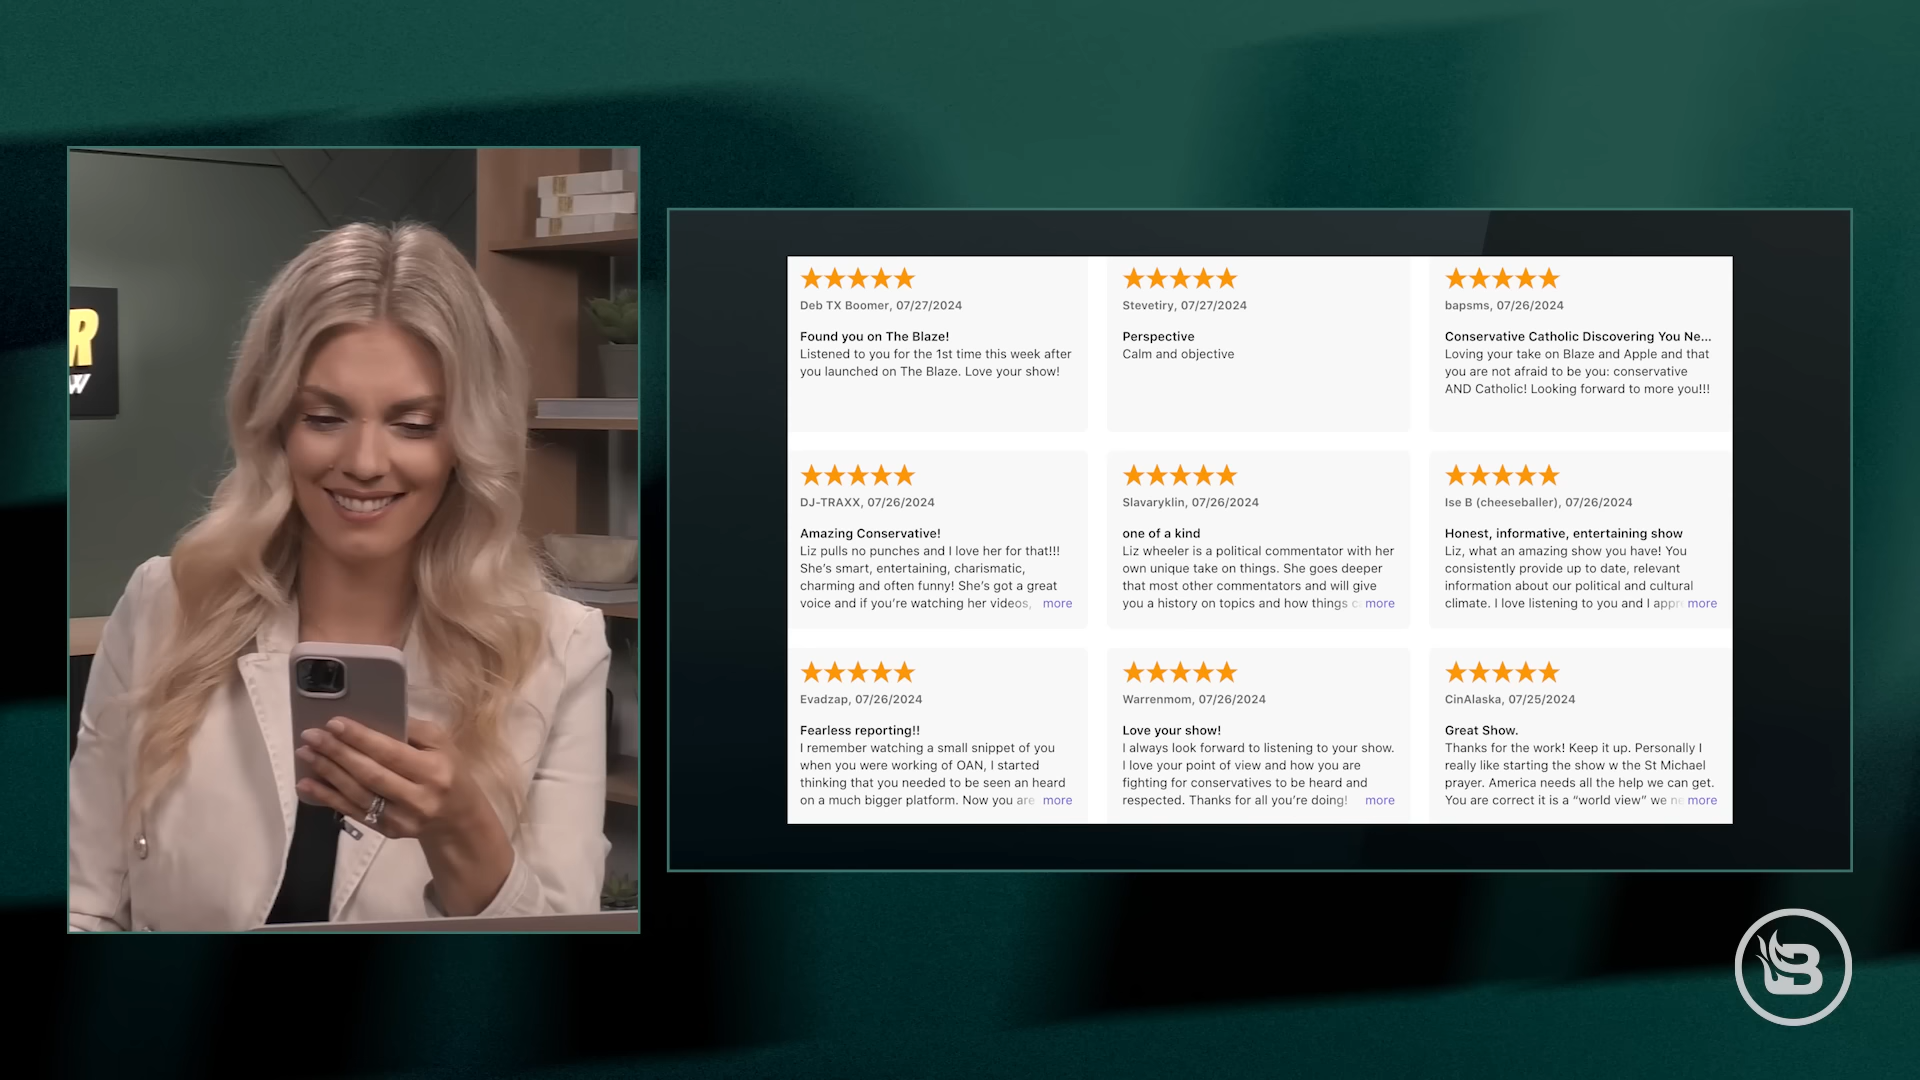 R
W
Deb TX Boomer, 07/27/2024
Found you on The Blaze!
Listened to you for the 1st time this week after
you launched on The Blaze. Love your show!
Stevetiry, 07/27/2024
Perspective
Calm and objective
bapsms, 07/26/2024
Conservative Catholic Discovering You Ne...
Loving your take on Blaze and Apple and that
you are not afraid to be you: conservative
AND Catholic! Looking forward to more you!!!
DJ-TRAXX, 07/26/2024
Amazing Conservative!
Liz pulls no punches and I love her for that!!!
She's smart, entertaining, charismatic,
charming and often funny! She's got a great
voice and if you're watching her videos, more
Slavaryklin, 07/26/2024
one of a kind
Liz wheeler is a political commentator with her
own unique take on things. She goes deeper
that most other commentators and will give
you a history on topics and how things c more
Ise B (cheeseballer), 07/26/2024
Honest, informative, entertaining show
Liz, what an amazing show you have! You
consistently provide up to date, relevant
information about our political and cultural
climate. I love listening to you and I appr more
Evadzap, 07/26/2024
Fearless reporting!!
I remember watching a small snippet of you
when you were working of OAN, I started
thinking that you needed to be seen an heard
on a much bigger platform. Now you are more
Warrenmom, 07/26/2024
Love your show!
I always look forward to listening to your show.
I love your point of view and how you are
fighting for conservatives to be heard and
respected. Thanks for all you're doing! more
CinAlaska, 07/25/2024
Great Show.
Thanks for the work! Keep it up. Personally I
really like starting the show w the St Michael
prayer. America needs all the help we can get.
You are correct it is a “world view” we ne more
B